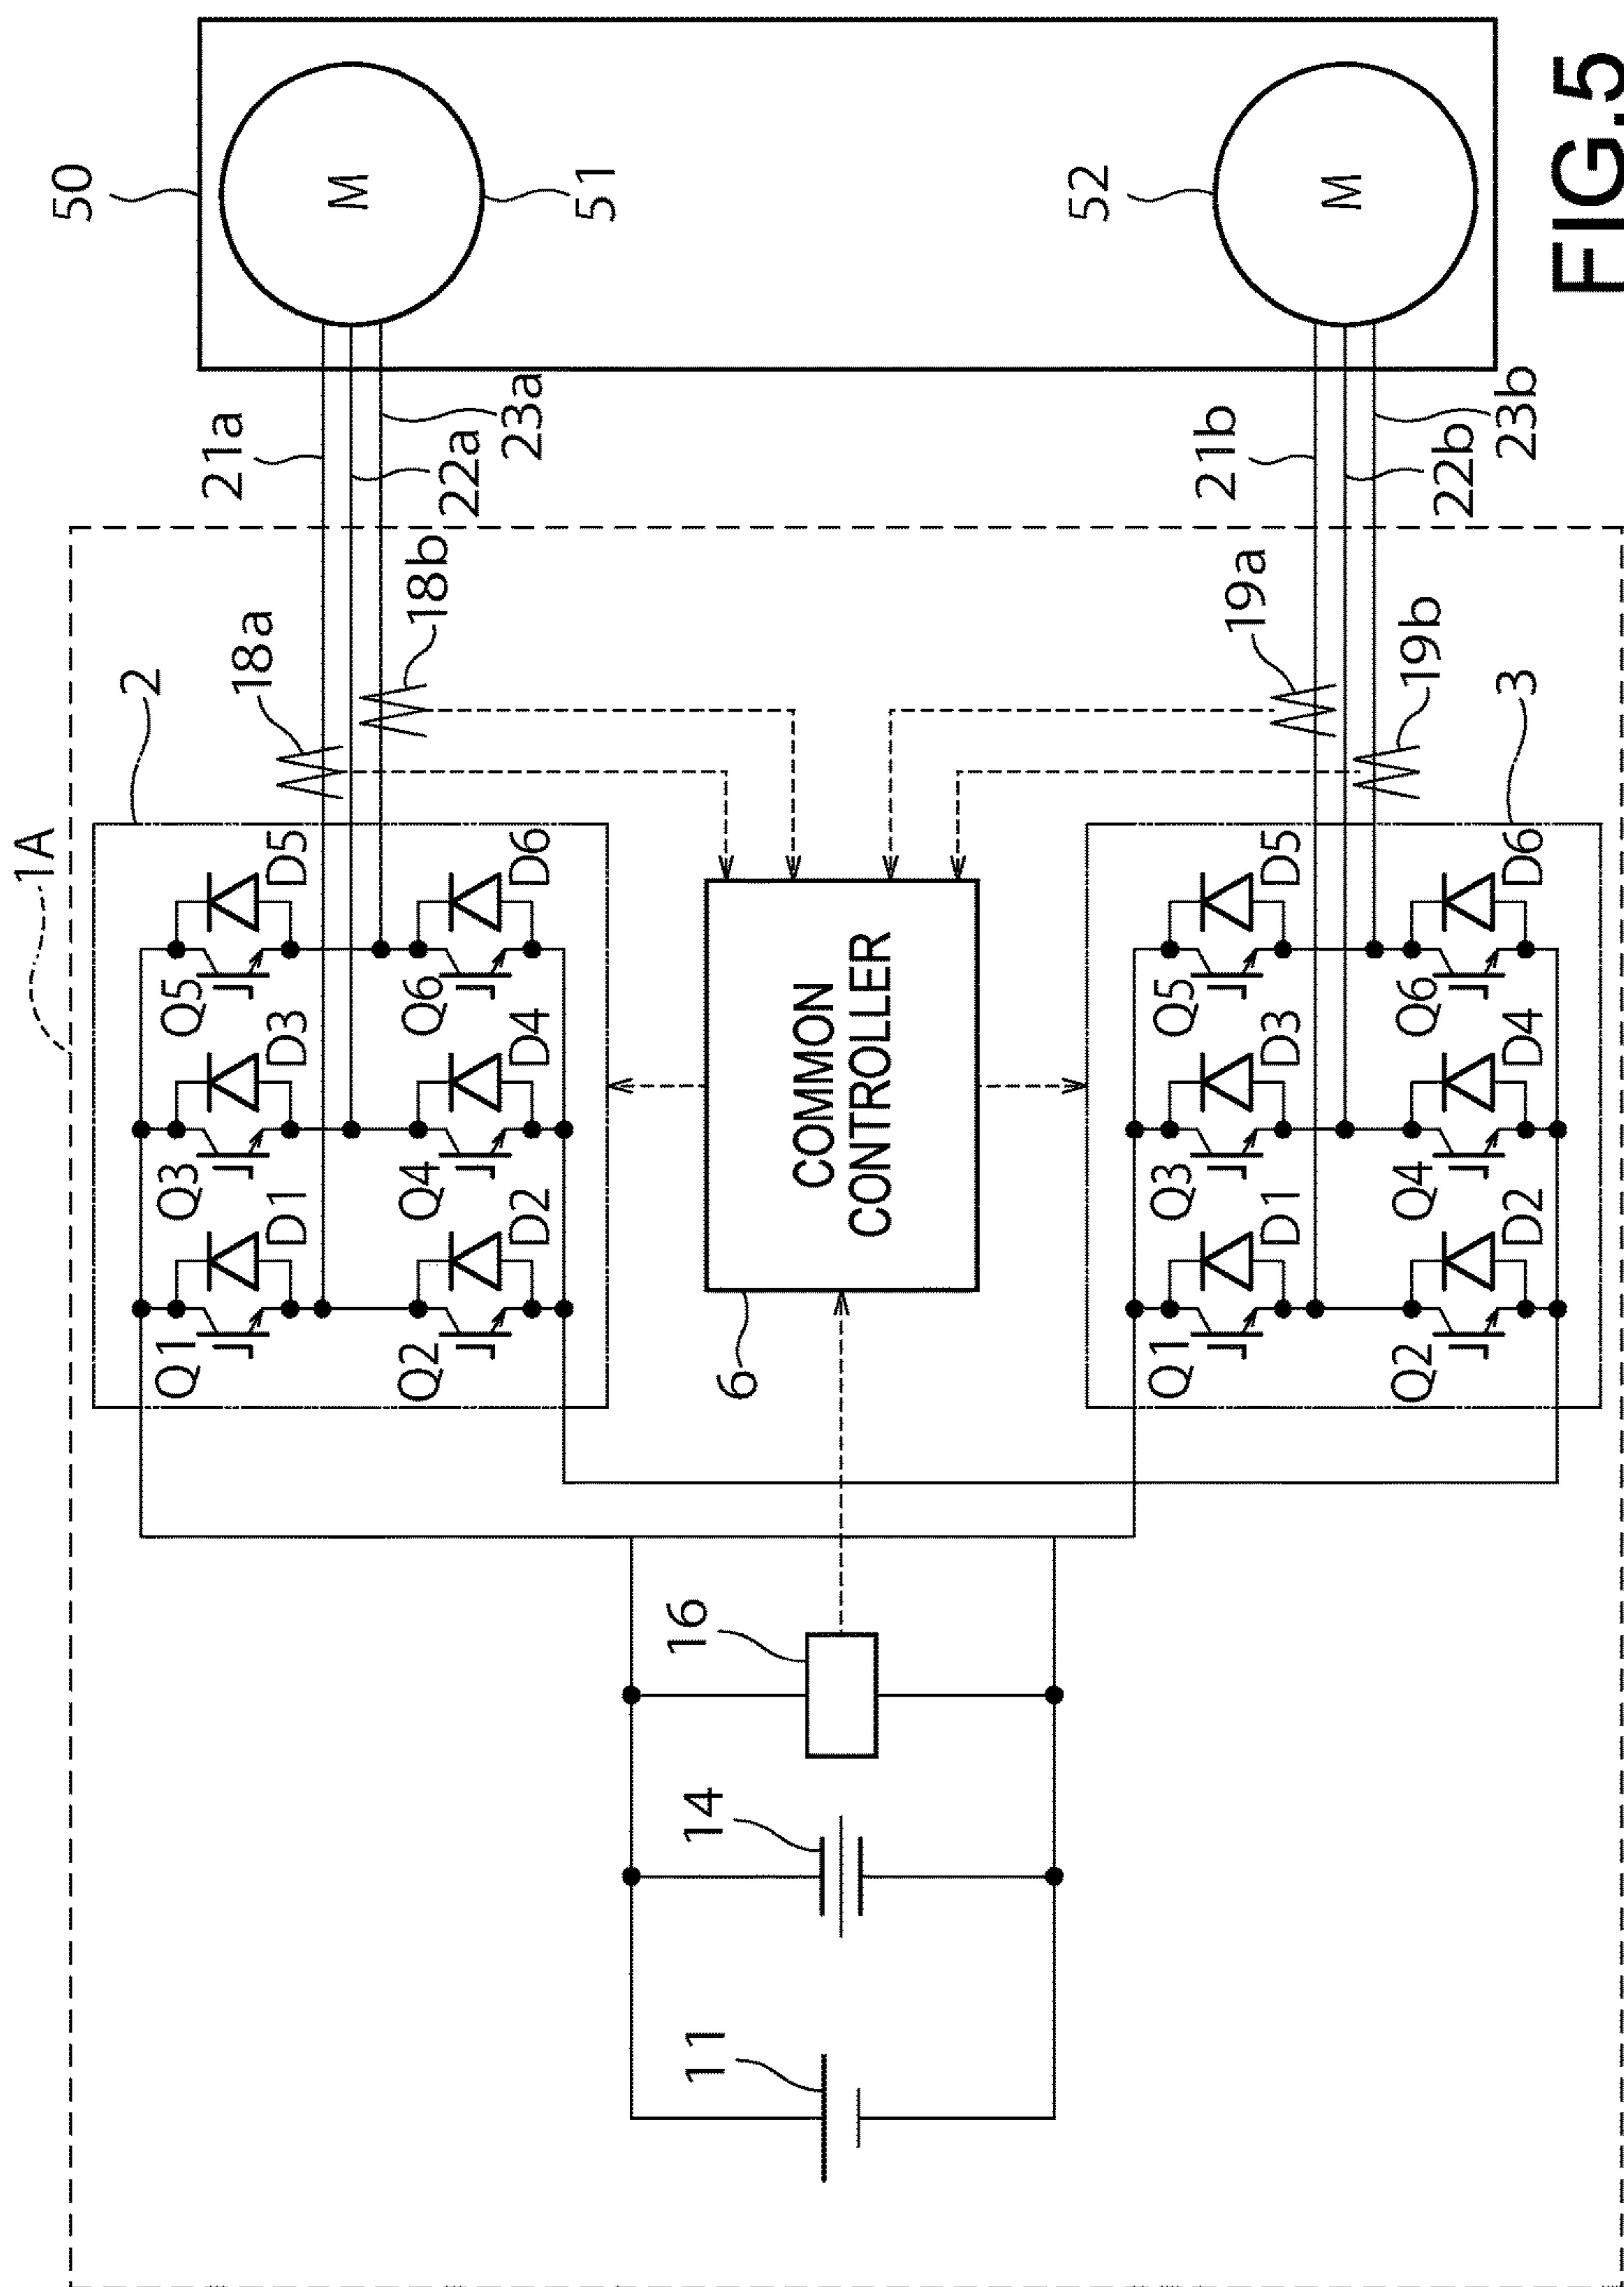 1A
2
Q1
D1
Q3
D3
Q5
D5
Q2
D2
Q4
D4
Q6
D6
18a
18b
21a
22a
23a
50
M
51
11
14
16
6
COMMON
CONTROLLER
3
Q1
D1
Q3
D3
Q5
D5
Q2
D2
Q4
D4
Q6
D6
19a
19b
21b
22b
23b
52
M
FIG.5